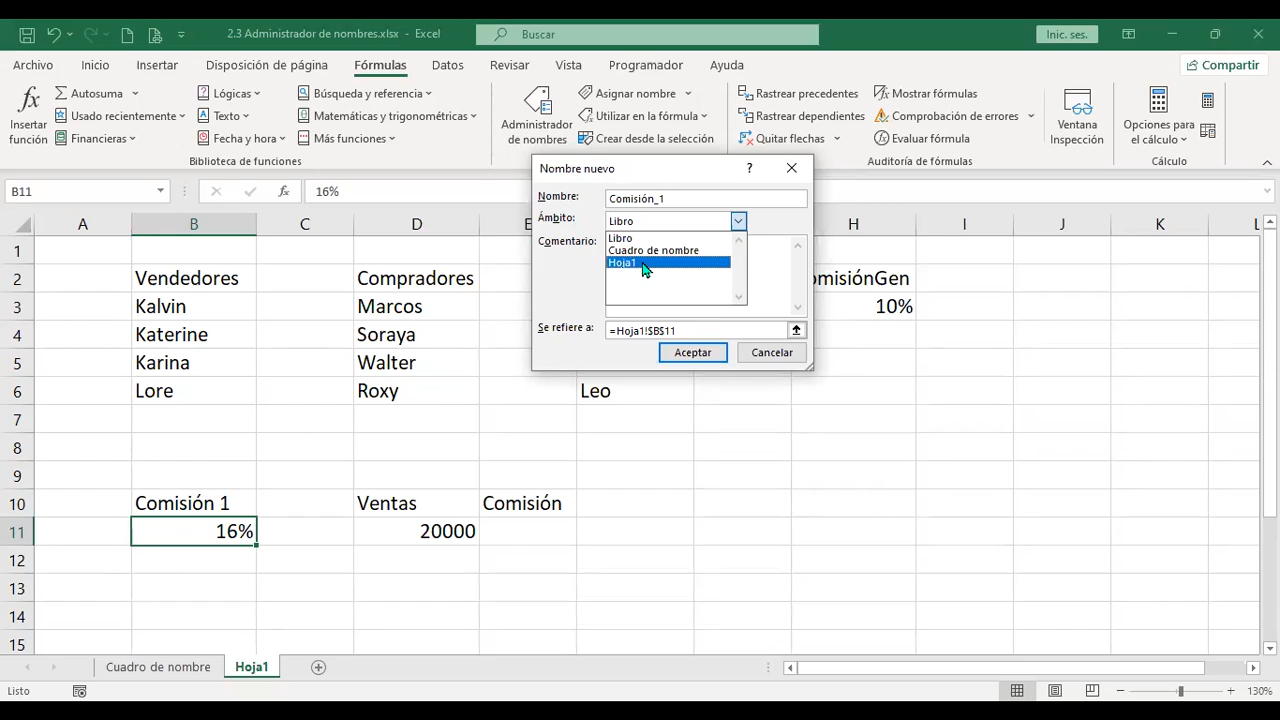 2.3 Administrador de nombres.xlsx - Excel
Buscar
Inic. ses.
Archivo Inicio Insertar Disposición de página Fórmulas Datos Revisar Vista Programador Ayuda Compartir
Insertar función
Autosuma
Usado recientemente
Financieras
Lógicas
Texto
Fecha y hora
Búsqueda y referencia
Matemáticas y trigonométricas
Más funciones
Biblioteca de funciones
Administrador de nombres
Asignar nombre
Utilizar en la fórmula
Crear desde la selección
Rastrear precedentes
Rastrear dependientes
Quitar flechas
Mostrar fórmulas
Comprobación de errores
Evaluar fórmula
Auditoría de fórmulas
Ventana Inspección
Opciones para el cálculo
Cálculo
B11
16%
Nombre nuevo
?
Nombre: Comisión_1
Ámbito: Libro
Libro
Cuadro de nombre
Hoja1
Comentario:
Se refiere a: =Hoja1!$B$11
Aceptar Cancelar
A B C D E H I J K L
1
2 Vendedores Compradores omisiónGen
3 Kalvin Marcos 10%
4 Katerine Soraya
5 Karina Walter
6 Lore Roxy Leo
7
8
9
10 Comisión 1 Ventas Comisión
11 16% 20000
12
13
14
15
Cuadro de nombre Hoja1
Listo
130%